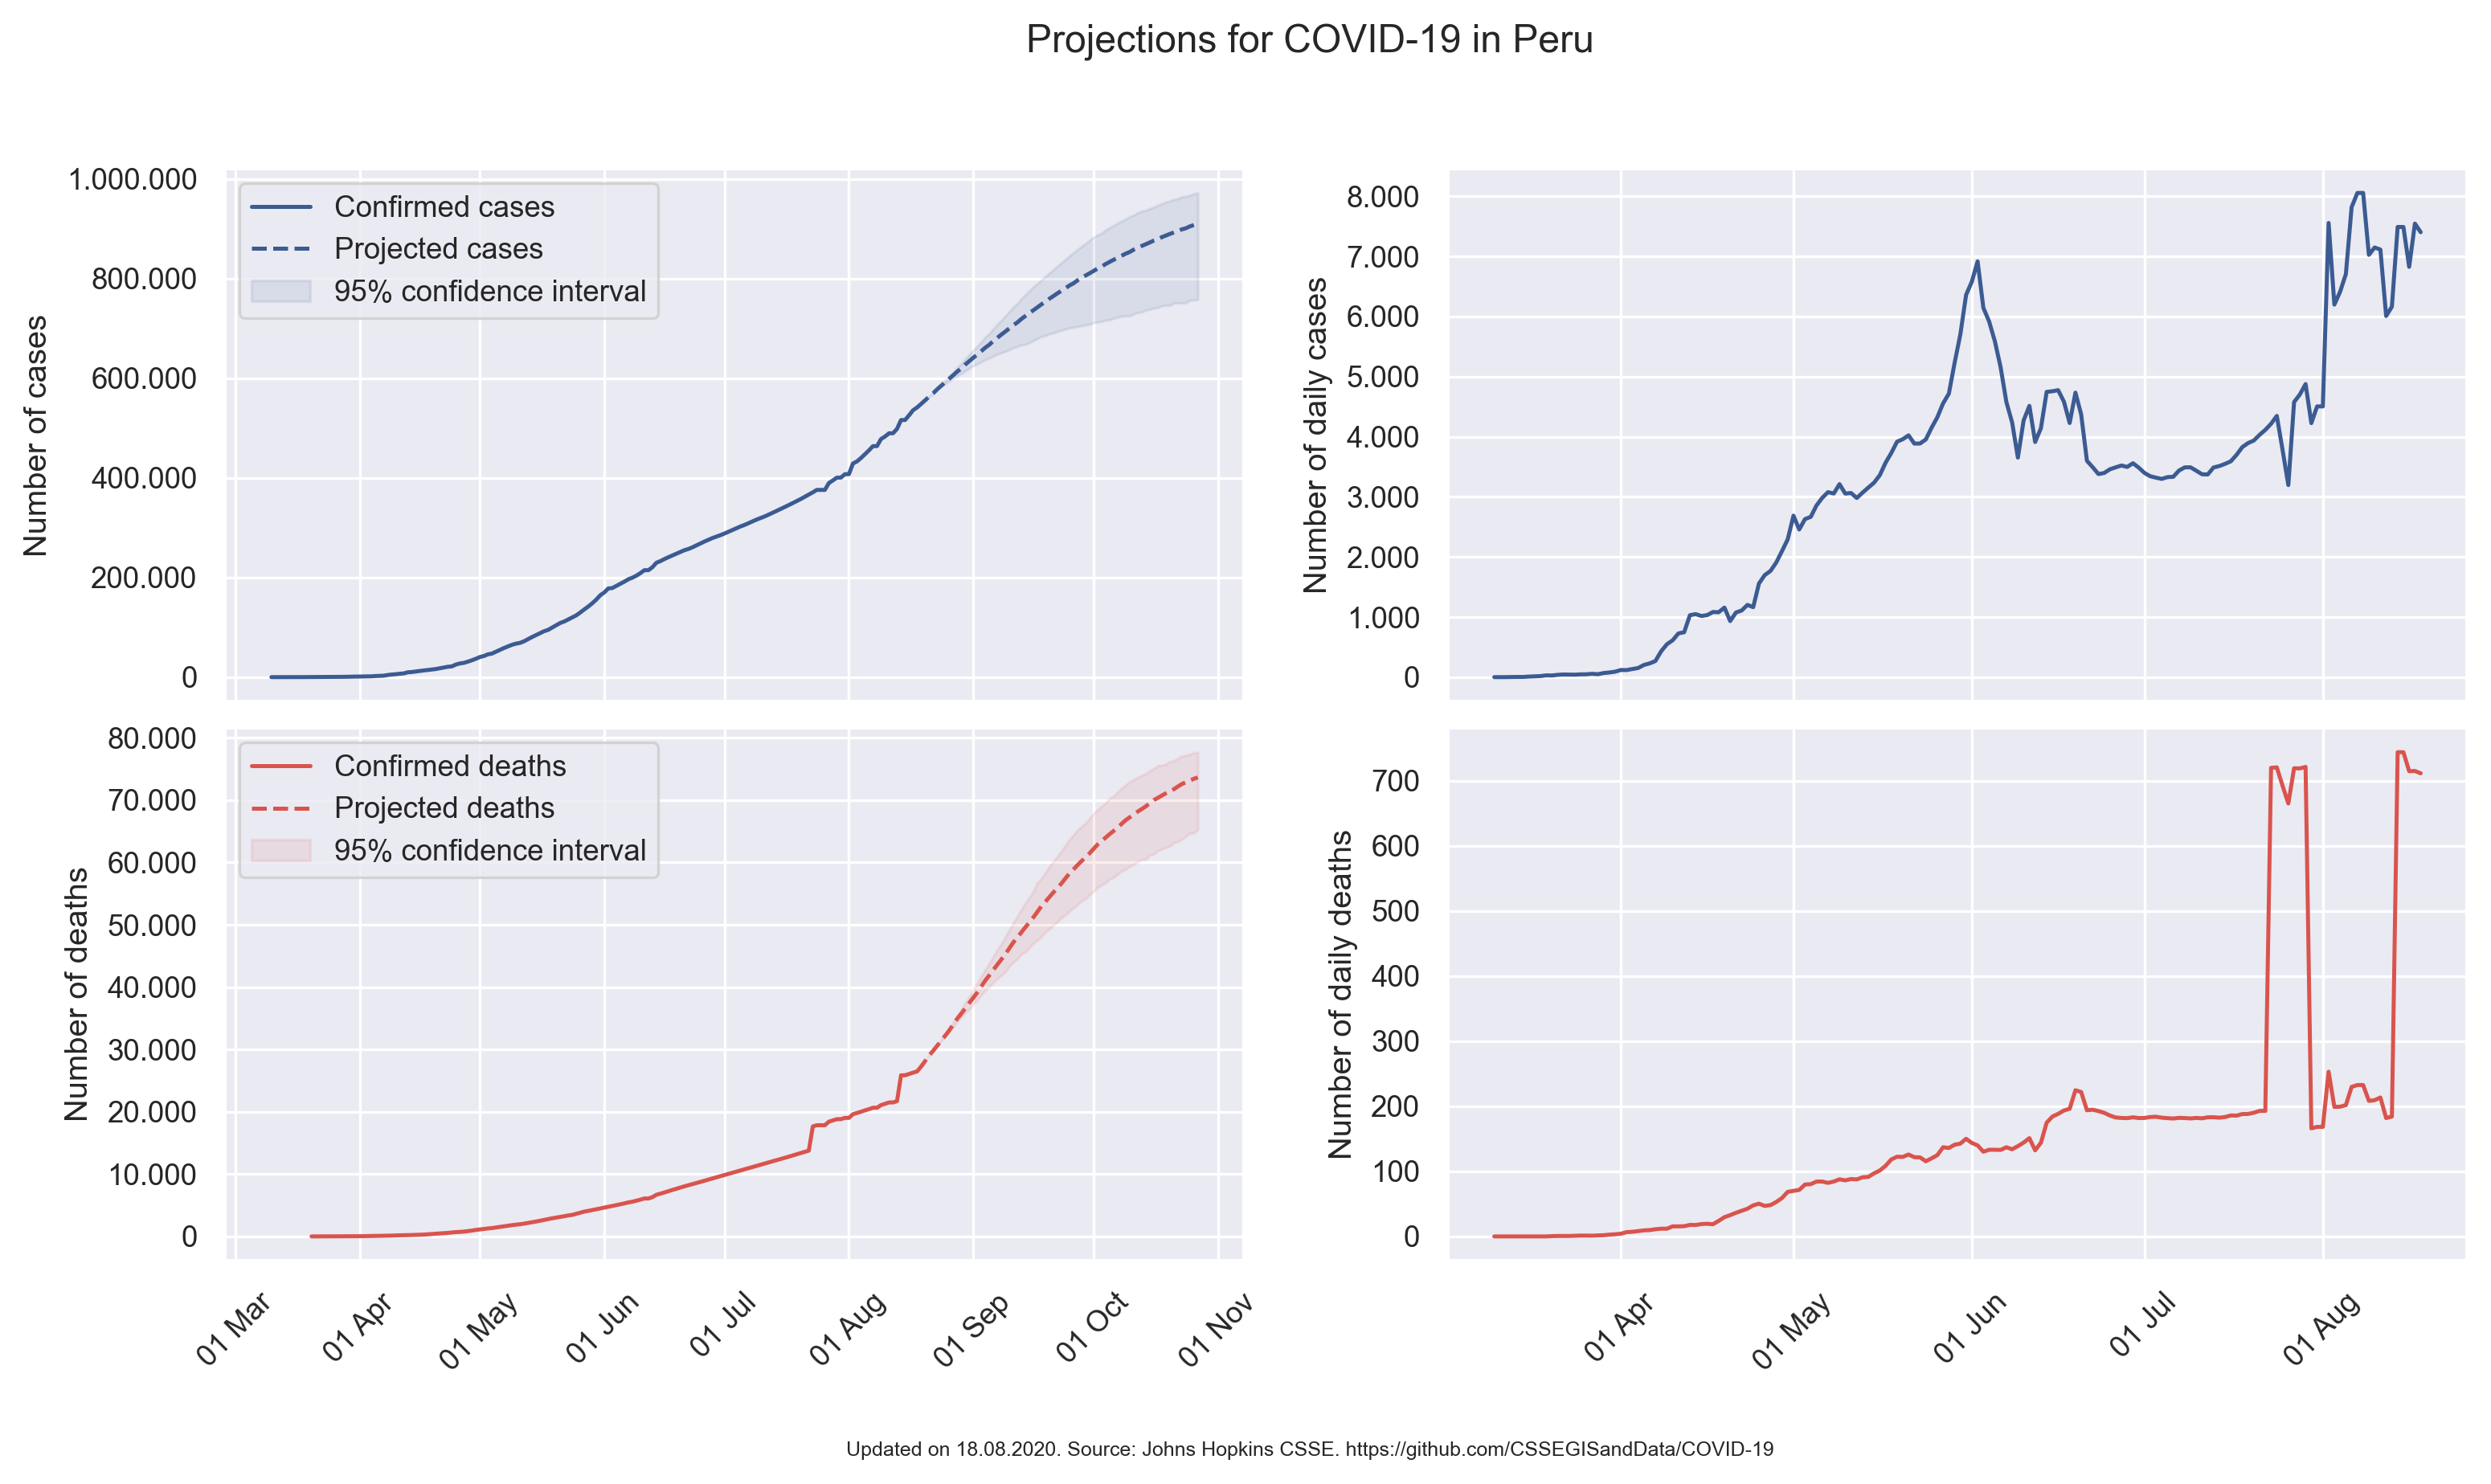 Projections for COVID-19 in Peru
Number of cases
1.000.000
800.000
600.000
400.000
200.000
0
Confirmed cases
Projected cases
95% confidence interval
Number of daily cases
8.000
7.000
6.000
5.000
4.000
3.000
2.000
1.000
0
Number of deaths
80.000
70.000
60.000
50.000
40.000
30.000
20.000
10.000
0
Confirmed deaths
Projected deaths
95% confidence interval
01 Mar
01 Apr
01 May
01 Jun
01 Jul
01 Aug
01 Sep
01 Oct
01 Nov
Number of daily deaths
700
600
500
400
300
200
100
0
01 Apr
01 May
01 Jun
01 Jul
01 Aug
Updated on 18.08.2020. Source: Johns Hopkins CSSE. https://github.com/CSSEGISandData/COVID-19